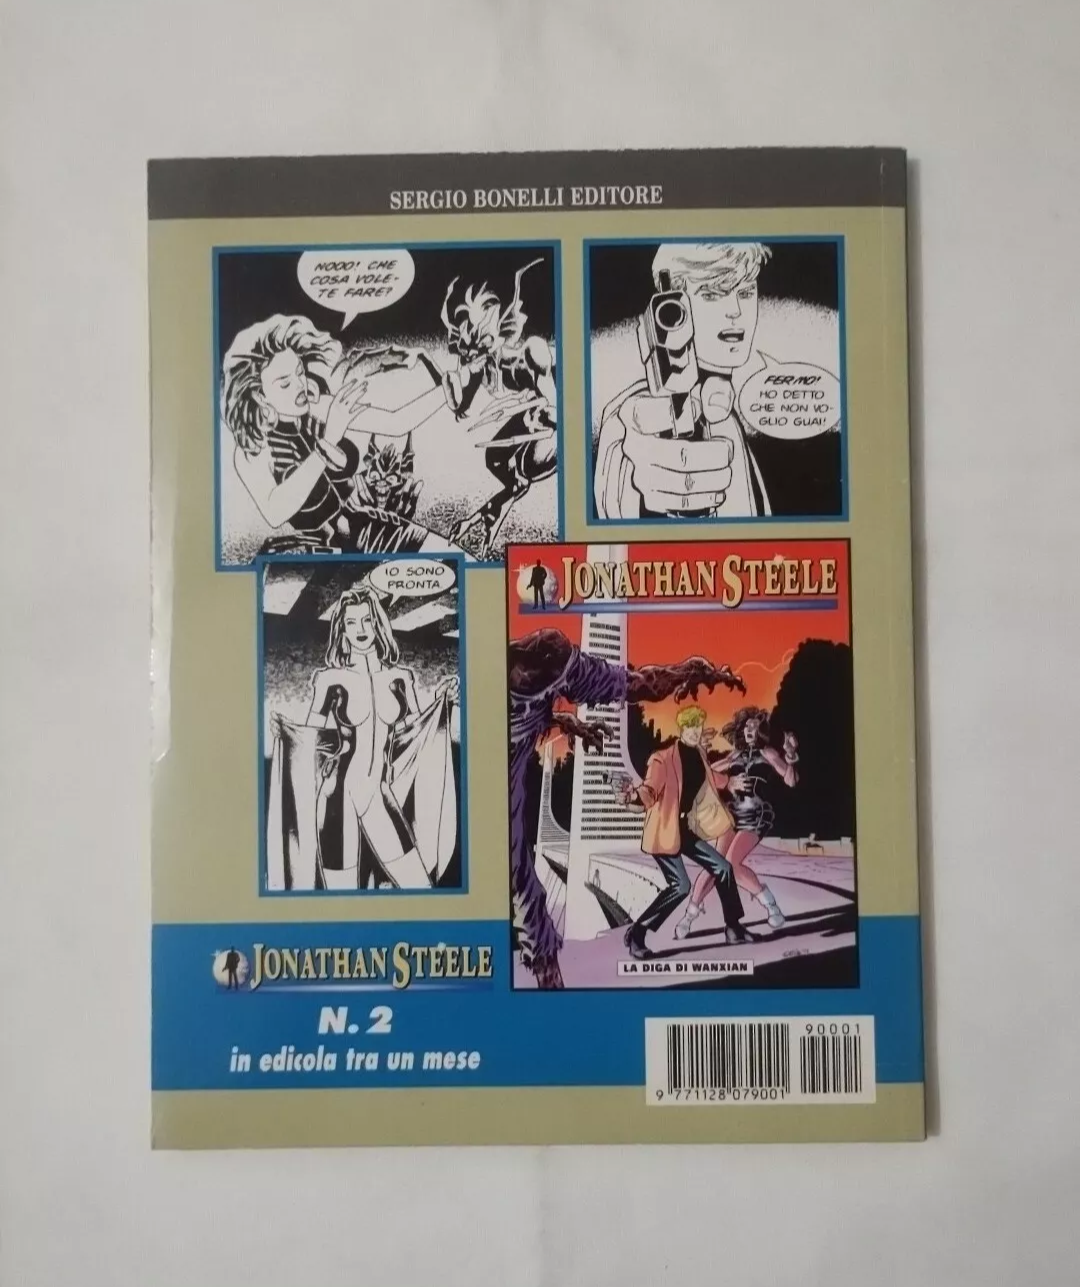 SERGIO BONELLI EDITORE
NOOO! CHE
COSA VOLE-
TE FARE?
FERMO!
HO DETTO
CHE NON VO-
GLIO GUAI!
IO SONO
PRONTA
JONATHAN STEELE
LA DIGA DI WANXIAN
JONATHAN STEELE
N. 2
in edicola tra un mese
90001
9 771128 079001